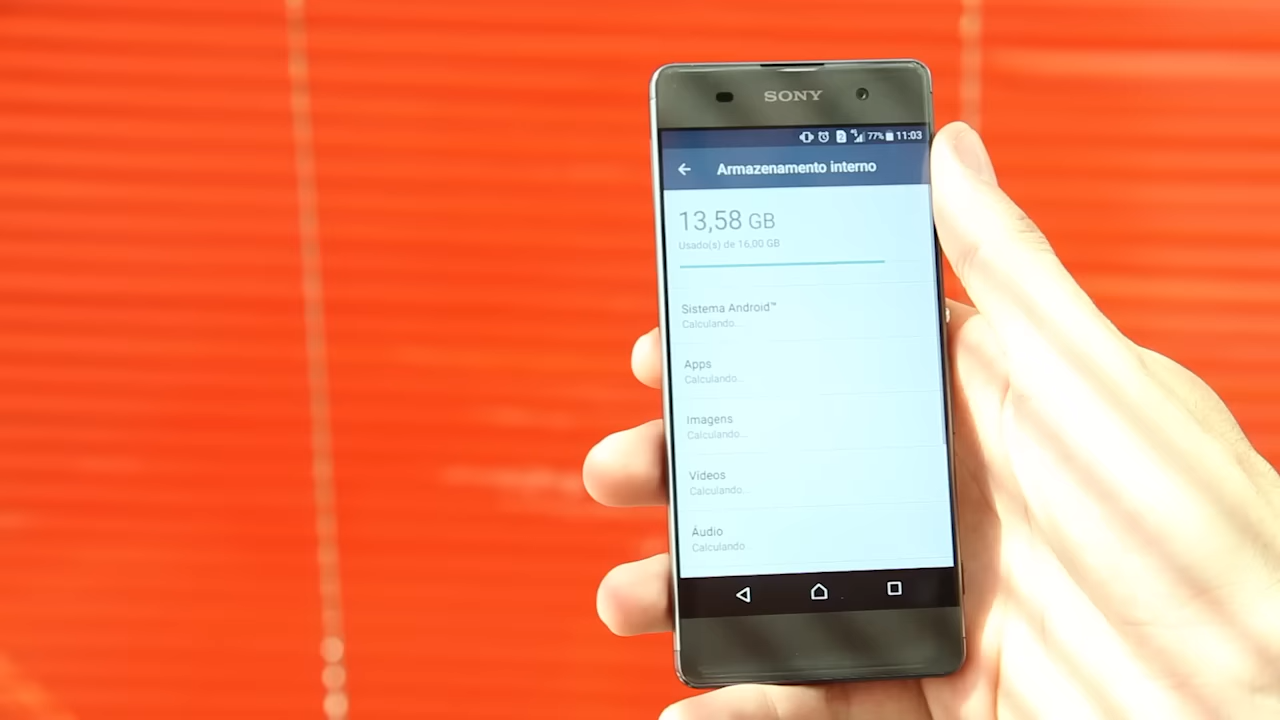 SONY
77% 11:03
Armazenamento interno
13,58 GB
Usado(s) de 16,00 GB
Sistema Android™
Calculando...
Apps
Calculando...
Imagens
Calculando...
Vídeos
Calculando...
Áudio
Calculando...